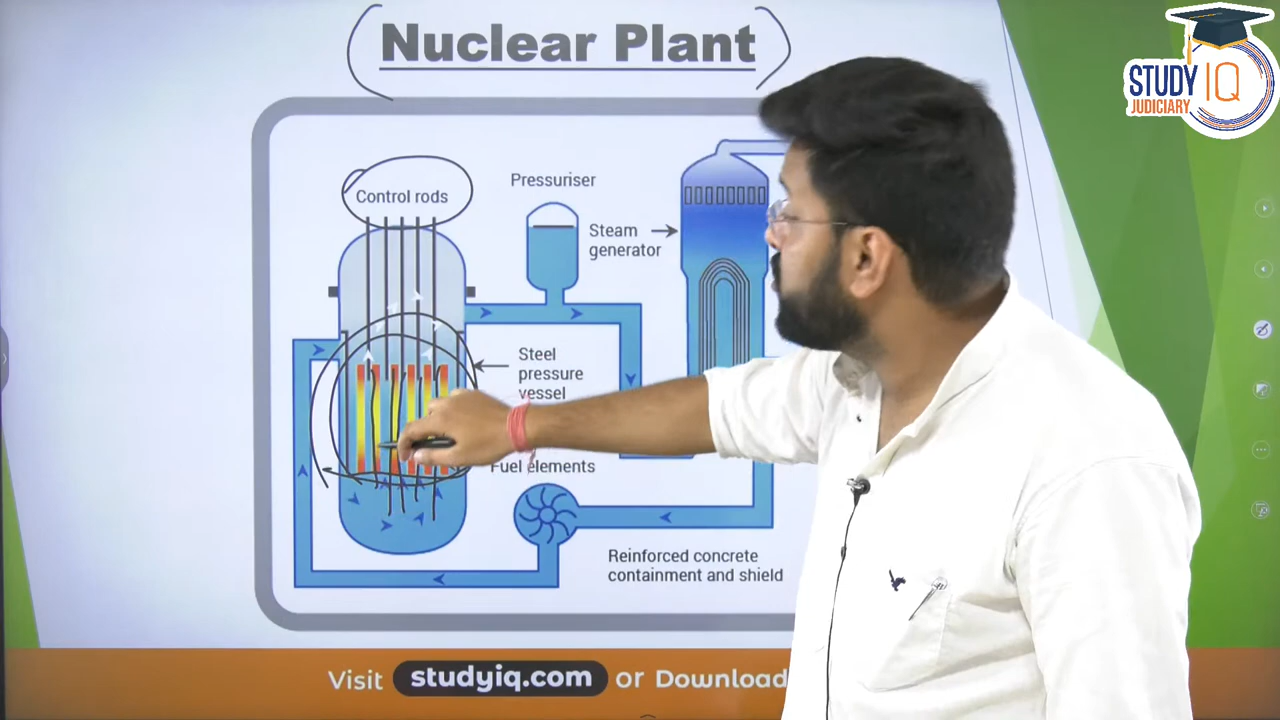 Nuclear Plant
STUDY IQ
JUDICIARY
Control rods
Pressuriser
Steam
generator
Steel
pressure
vessel
Fuel elements
Reinforced concrete
containment and shield
Visit studyiq.com or Download